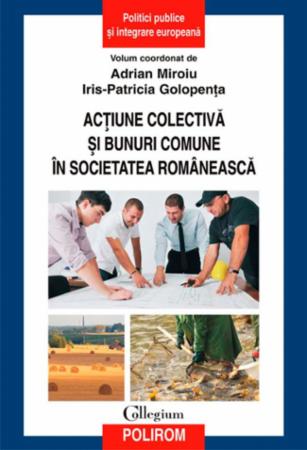 Politici publice
și integrare europeană
Volum coordonat de
Adrian Miroiu
Iris-Patricia Golopența
ACȚIUNE COLECTIVĂ
ȘI BUNURI COMUNE
ÎN SOCIETATEA ROMÂNEASCĂ
Collegium
POLIROM